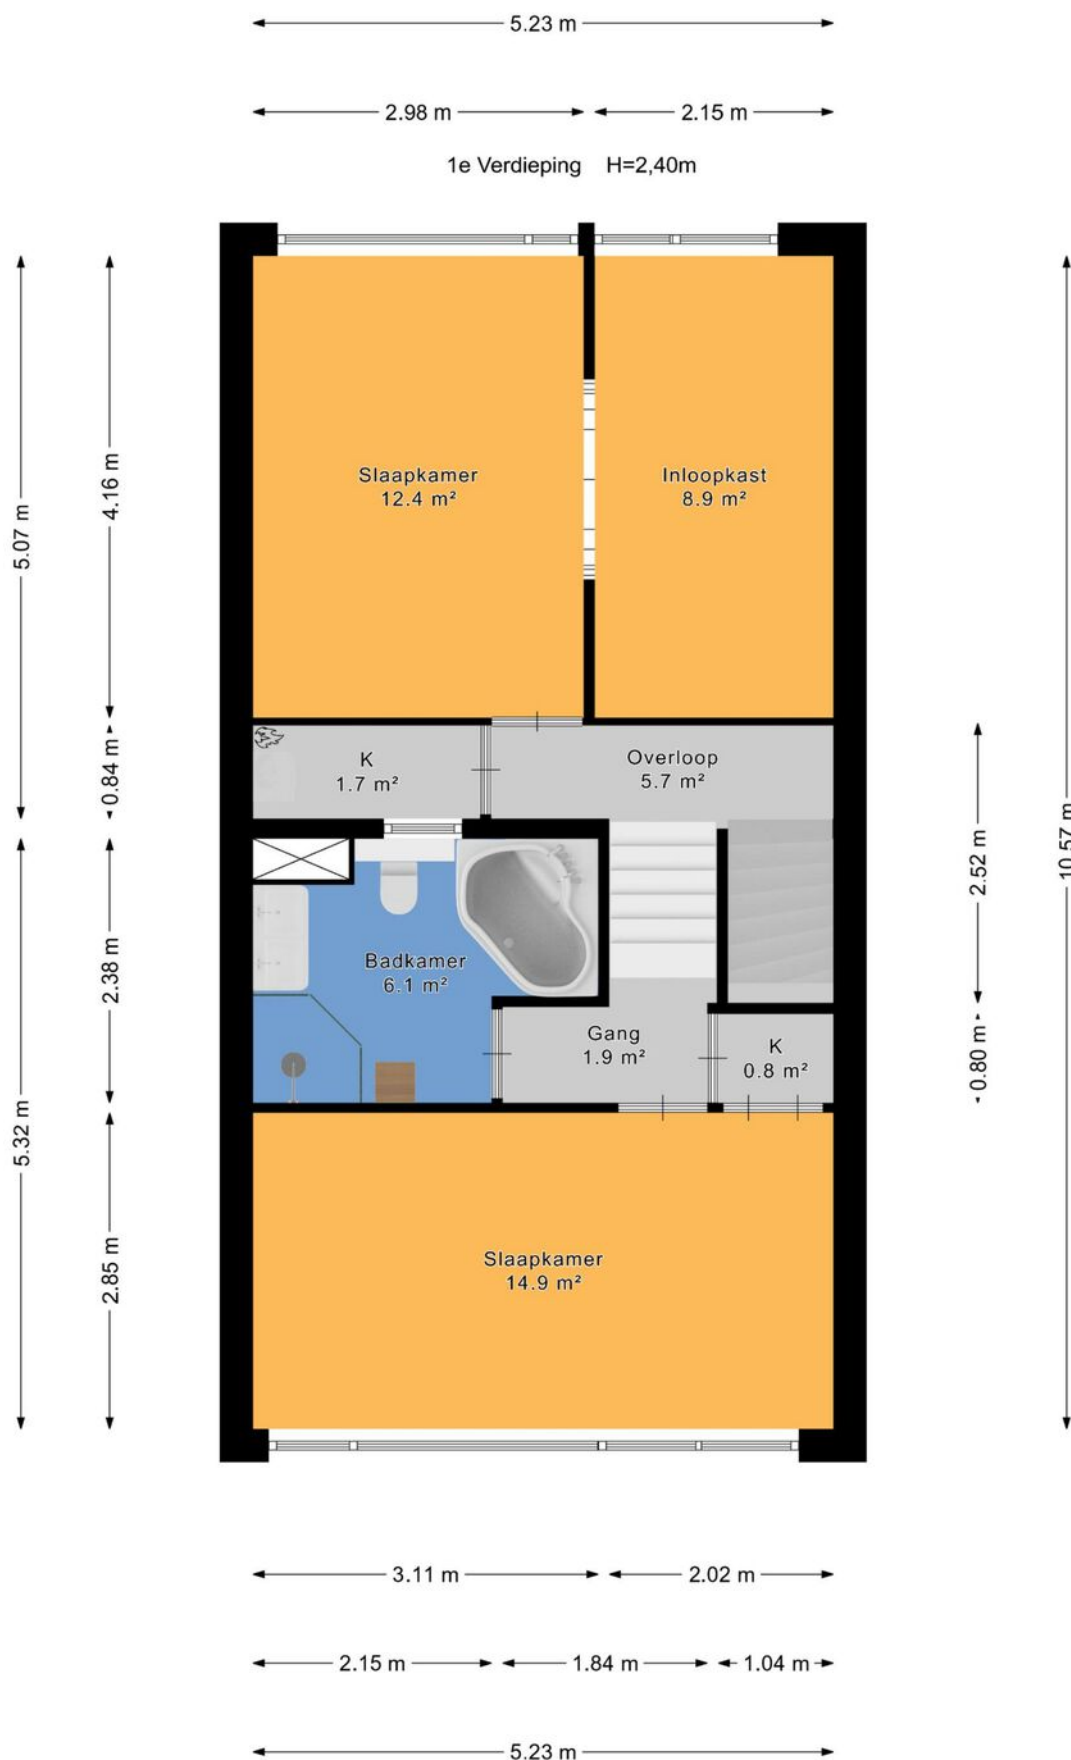 5.23 m
2.98 m
2.15 m
1e Verdieping H=2,40m
5.07 m
4.16 m
0.84 m
5.32 m
2.38 m
2.85 m
Slaapkamer
12.4 m²
Inloopkast
8.9 m²
K
1.7 m²
Overloop
5.7 m²
Badkamer
6.1 m²
Gang
1.9 m²
K
0.8 m²
Slaapkamer
14.9 m²
2.52 m
0.80 m
10.57 m
3.11 m
2.02 m
2.15 m
1.84 m
1.04 m
5.23 m